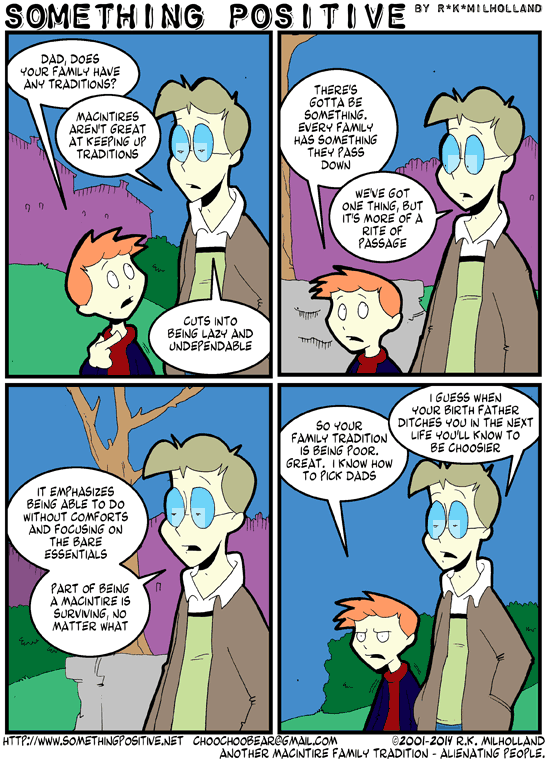 SOMETHING POSITIVE BY R*K*MILHOLLAND
DAD, DOES
YOUR FAMILY HAVE
ANY TRADITIONS?
MACINTIRES
AREN'T GREAT
AT KEEPING UP
TRADITIONS
CUTS INTO
BEING LAZY AND
UNDEPENDABLE
THERE'S
GOTTA BE
SOMETHING.
EVERY FAMILY
HAS SOMETHING
THEY PASS
DOWN
WE'VE GOT
ONE THING, BUT
IT'S MORE OF A
RITE OF
PASSAGE
IT EMPHASIZES
BEING ABLE TO DO
WITHOUT COMFORTS
AND FOCUSING ON
THE BARE
ESSENTIALS
PART OF BEING
A MACINTIRE IS
SURVIVING, NO
MATTER WHAT
SO YOUR
FAMILY TRADITION
IS BEING POOR.
GREAT. I KNOW HOW
TO PICK DADS
I GUESS WHEN
YOUR BIRTH FATHER
DITCHES YOU IN THE NEXT
LIFE YOU'LL KNOW TO
BE CHOOSIER
HTTP://WWW.SOMETHINGPOSITIVE.NET CHOOCHOOBEAR@GMAIL.COM ©2001-2014 R.K. MILHOLLAND
ANOTHER MACINTIRE FAMILY TRADITION - ALIENATING PEOPLE.